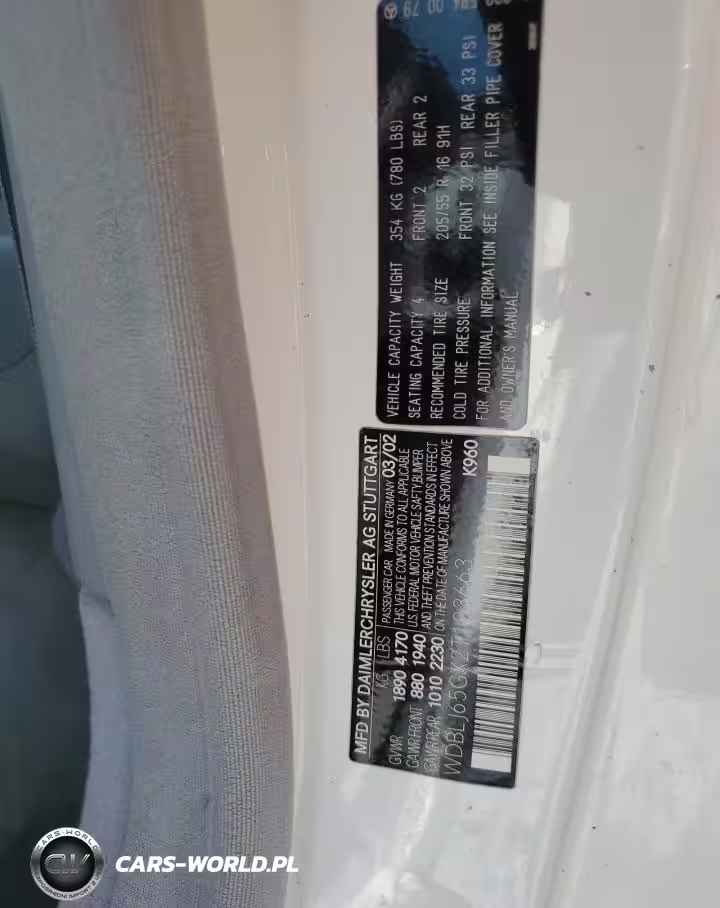 VEHICLE CAPACITY WEIGHT 354 KG (780 LBS)
SEATING CAPACITY 4 FRONT 2 REAR 2
RECOMMENDED TIRE SIZE 205/55 R 16 91H
COLD TIRE PRESSURE FRONT 32 PSI REAR 33 PSI
FOR ADDITIONAL INFORMATION SEE INSIDE FILLER PIPE COVER
AND OWNER'S MANUAL
MFD BY DAIMLERCHRYSLER AG STUTTGART
KG LBS PASSENGER CAR MADE IN GERMANY 03/02
GVWR 1890 4170 THIS VEHICLE CONFORMS TO ALL APPLICABLE
GAWR FRONT 880 1940 U.S. FEDERAL MOTOR VEHICLE SAFETY, BUMPER
AND THEFT PREVENTION STANDARDS IN EFFECT
GAWR REAR 1010 2230 ON THE DATE OF MANUFACTURE SHOWN ABOVE
WDBLJ65GX2T103663 K960
CARS-WORLD
CW
CARS-WORLD.PL